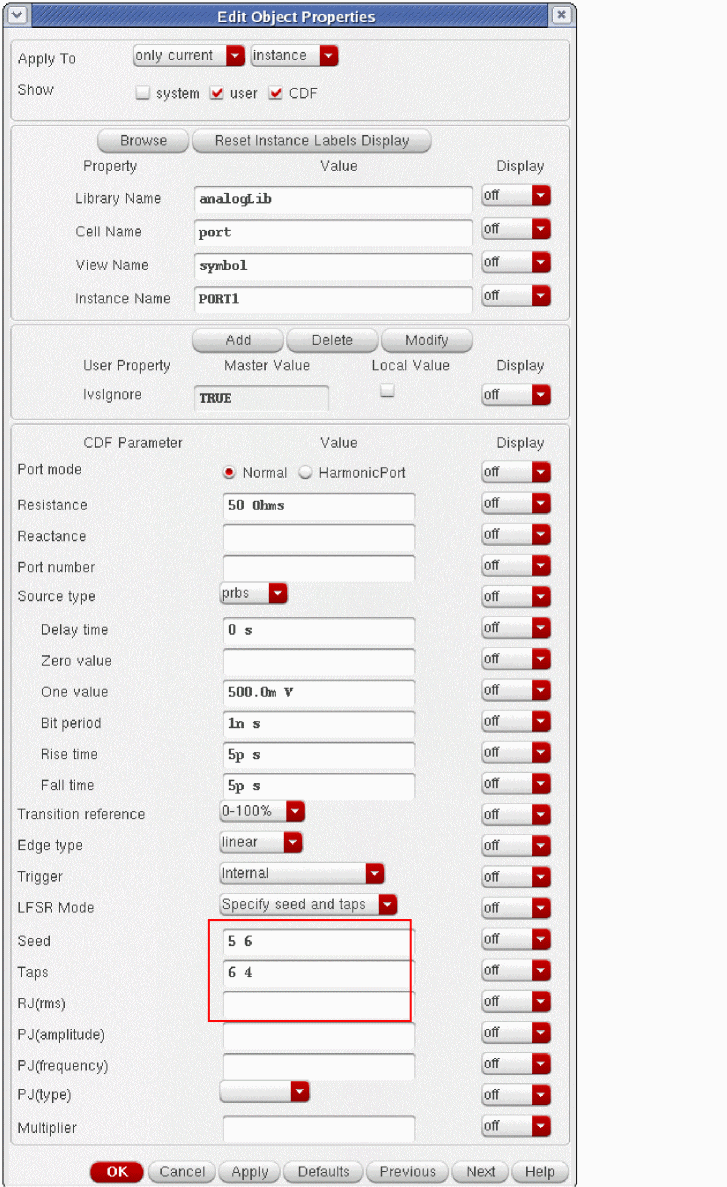 Edit Object Properties
Apply To only current instance
Show system user CDF
Browse Reset Instance Labels Display
Property Value Display
Library Name analogLib off
Cell Name port off
View Name symbol off
Instance Name PORT1 off
Add Delete Modify
User Property Master Value Local Value Display
lvsIgnore TRUE off
CDF Parameter Value Display
Port mode Normal HarmonicPort off
Resistance 50 Ohms off
Reactance off
Port number off
Source type prbs off
Delay time 0 s off
Zero value off
One value 500.0m V off
Bit period 1n s off
Rise time 5p s off
Fall time 5p s off
Transition reference 0-100% off
Edge type linear off
Trigger Internal off
LFSR Mode Specify seed and taps off
Seed 5 6 off
Taps 6 4 off
RJ(rms) off
PJ(amplitude) off
PJ(frequency) off
PJ(type) off
Multiplier off
OK Cancel Apply Defaults Previous Next Help